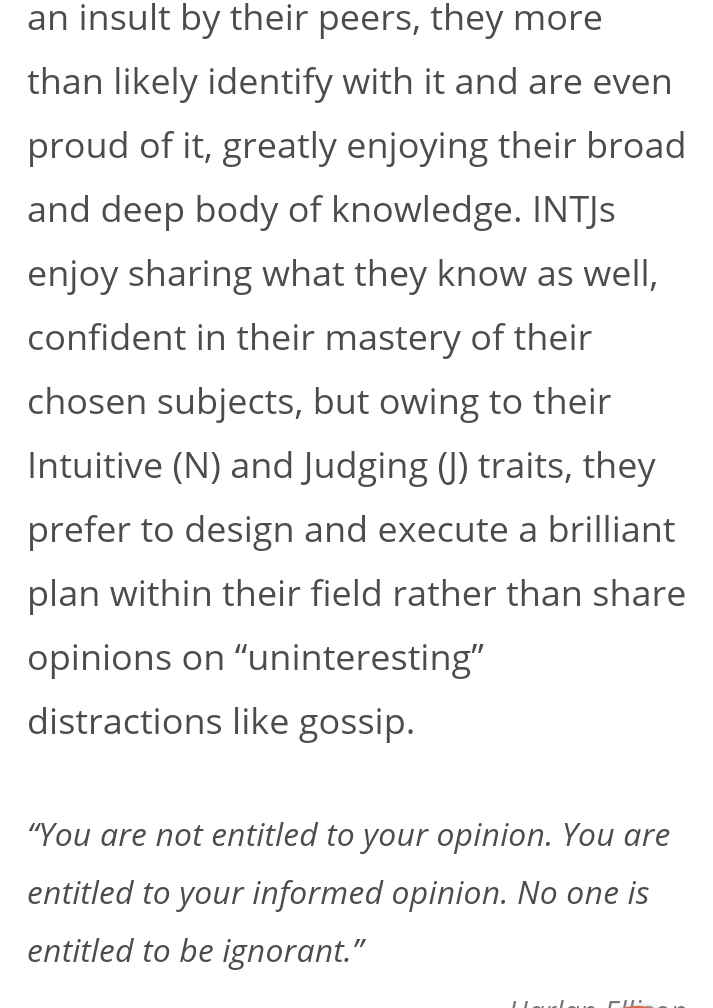 an insult by their peers, they more
than likely identify with it and are even
proud of it, greatly enjoying their broad
and deep body of knowledge. INTJs
enjoy sharing what they know as well,
confident in their mastery of their
chosen subjects, but owing to their
Intuitive (N) and Judging (J) traits, they
prefer to design and execute a brilliant
plan within their field rather than share
opinions on “uninteresting”
distractions like gossip.
“You are not entitled to your opinion. You are
entitled to your informed opinion. No one is
entitled to be ignorant.”
Harlan Ellison